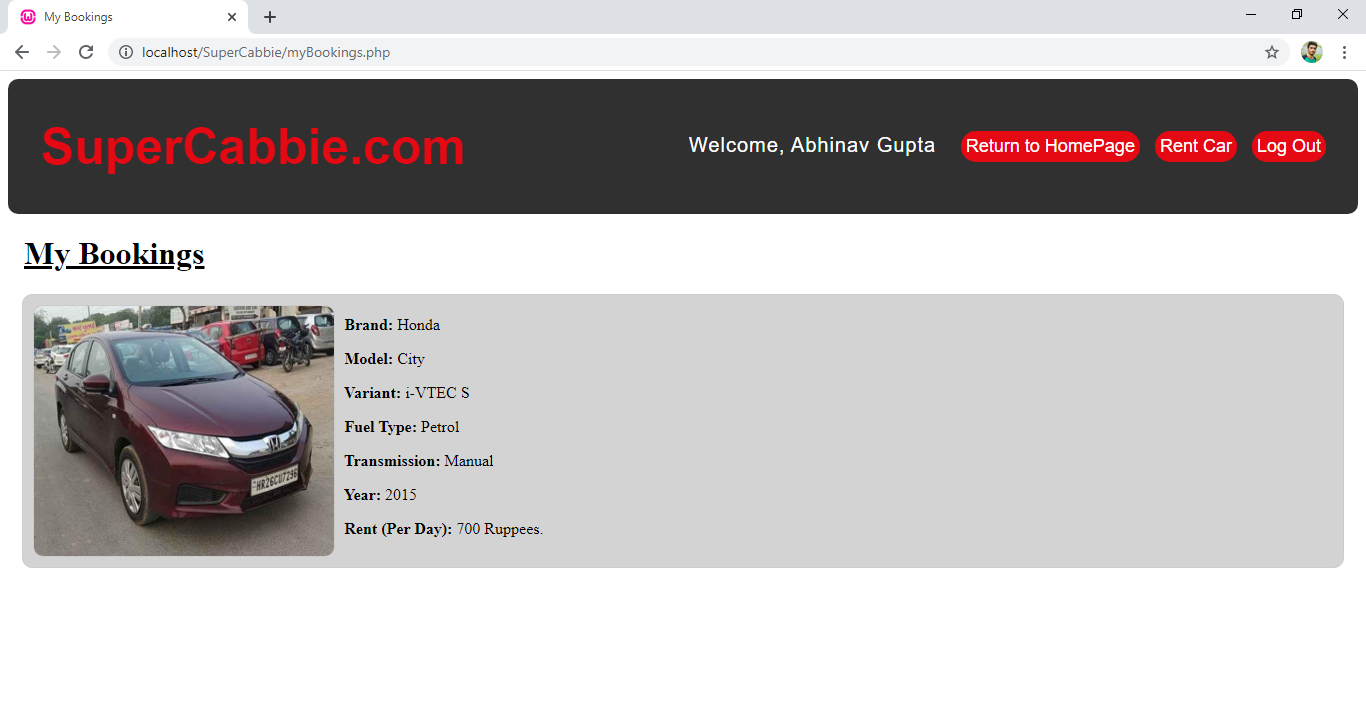 My Bookings
localhost/SuperCabbie/myBookings.php
SuperCabbie.com
Welcome, Abhinav Gupta
Return to HomePage
Rent Car
Log Out
My Bookings
HR26CU7296
Brand: Honda
Model: City
Variant: i-VTEC S
Fuel Type: Petrol
Transmission: Manual
Year: 2015
Rent (Per Day): 700 Ruppees.